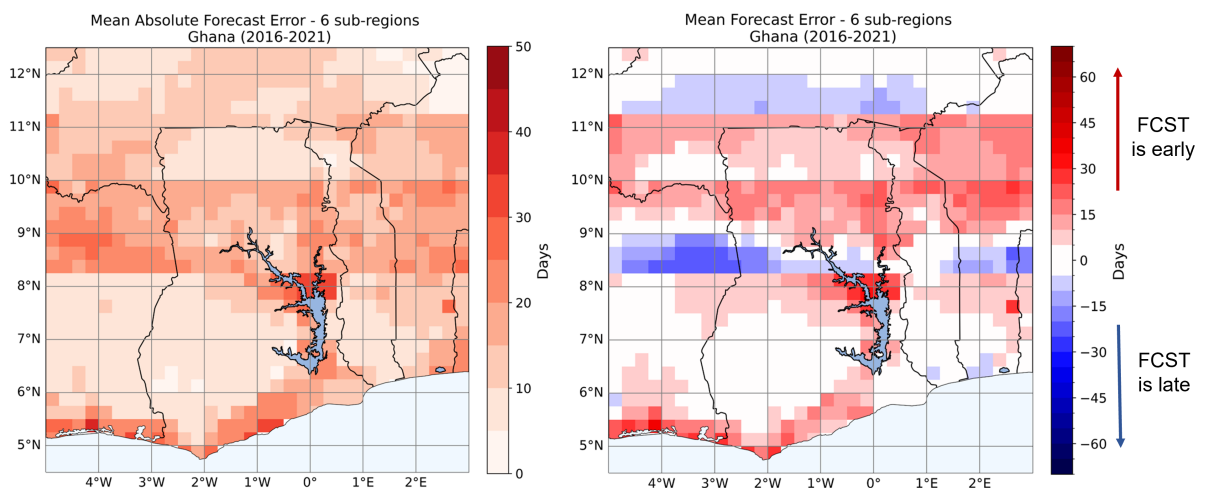 Mean Absolute Forecast Error - 6 sub-regions
Ghana (2016-2021)
12°N
11°N
10°N
9°N
8°N
7°N
6°N
5°N
4°W
3°W
2°W
1°W
0°
1°E
2°E
50
40
30
20
10
0
Days
Mean Forecast Error - 6 sub-regions
Ghana (2016-2021)
12°N
11°N
10°N
9°N
8°N
7°N
6°N
5°N
4°W
3°W
2°W
1°W
0°
1°E
2°E
60
45
30
15
0
−15
−30
−45
−60
Days
FCST
is early
FCST
is late